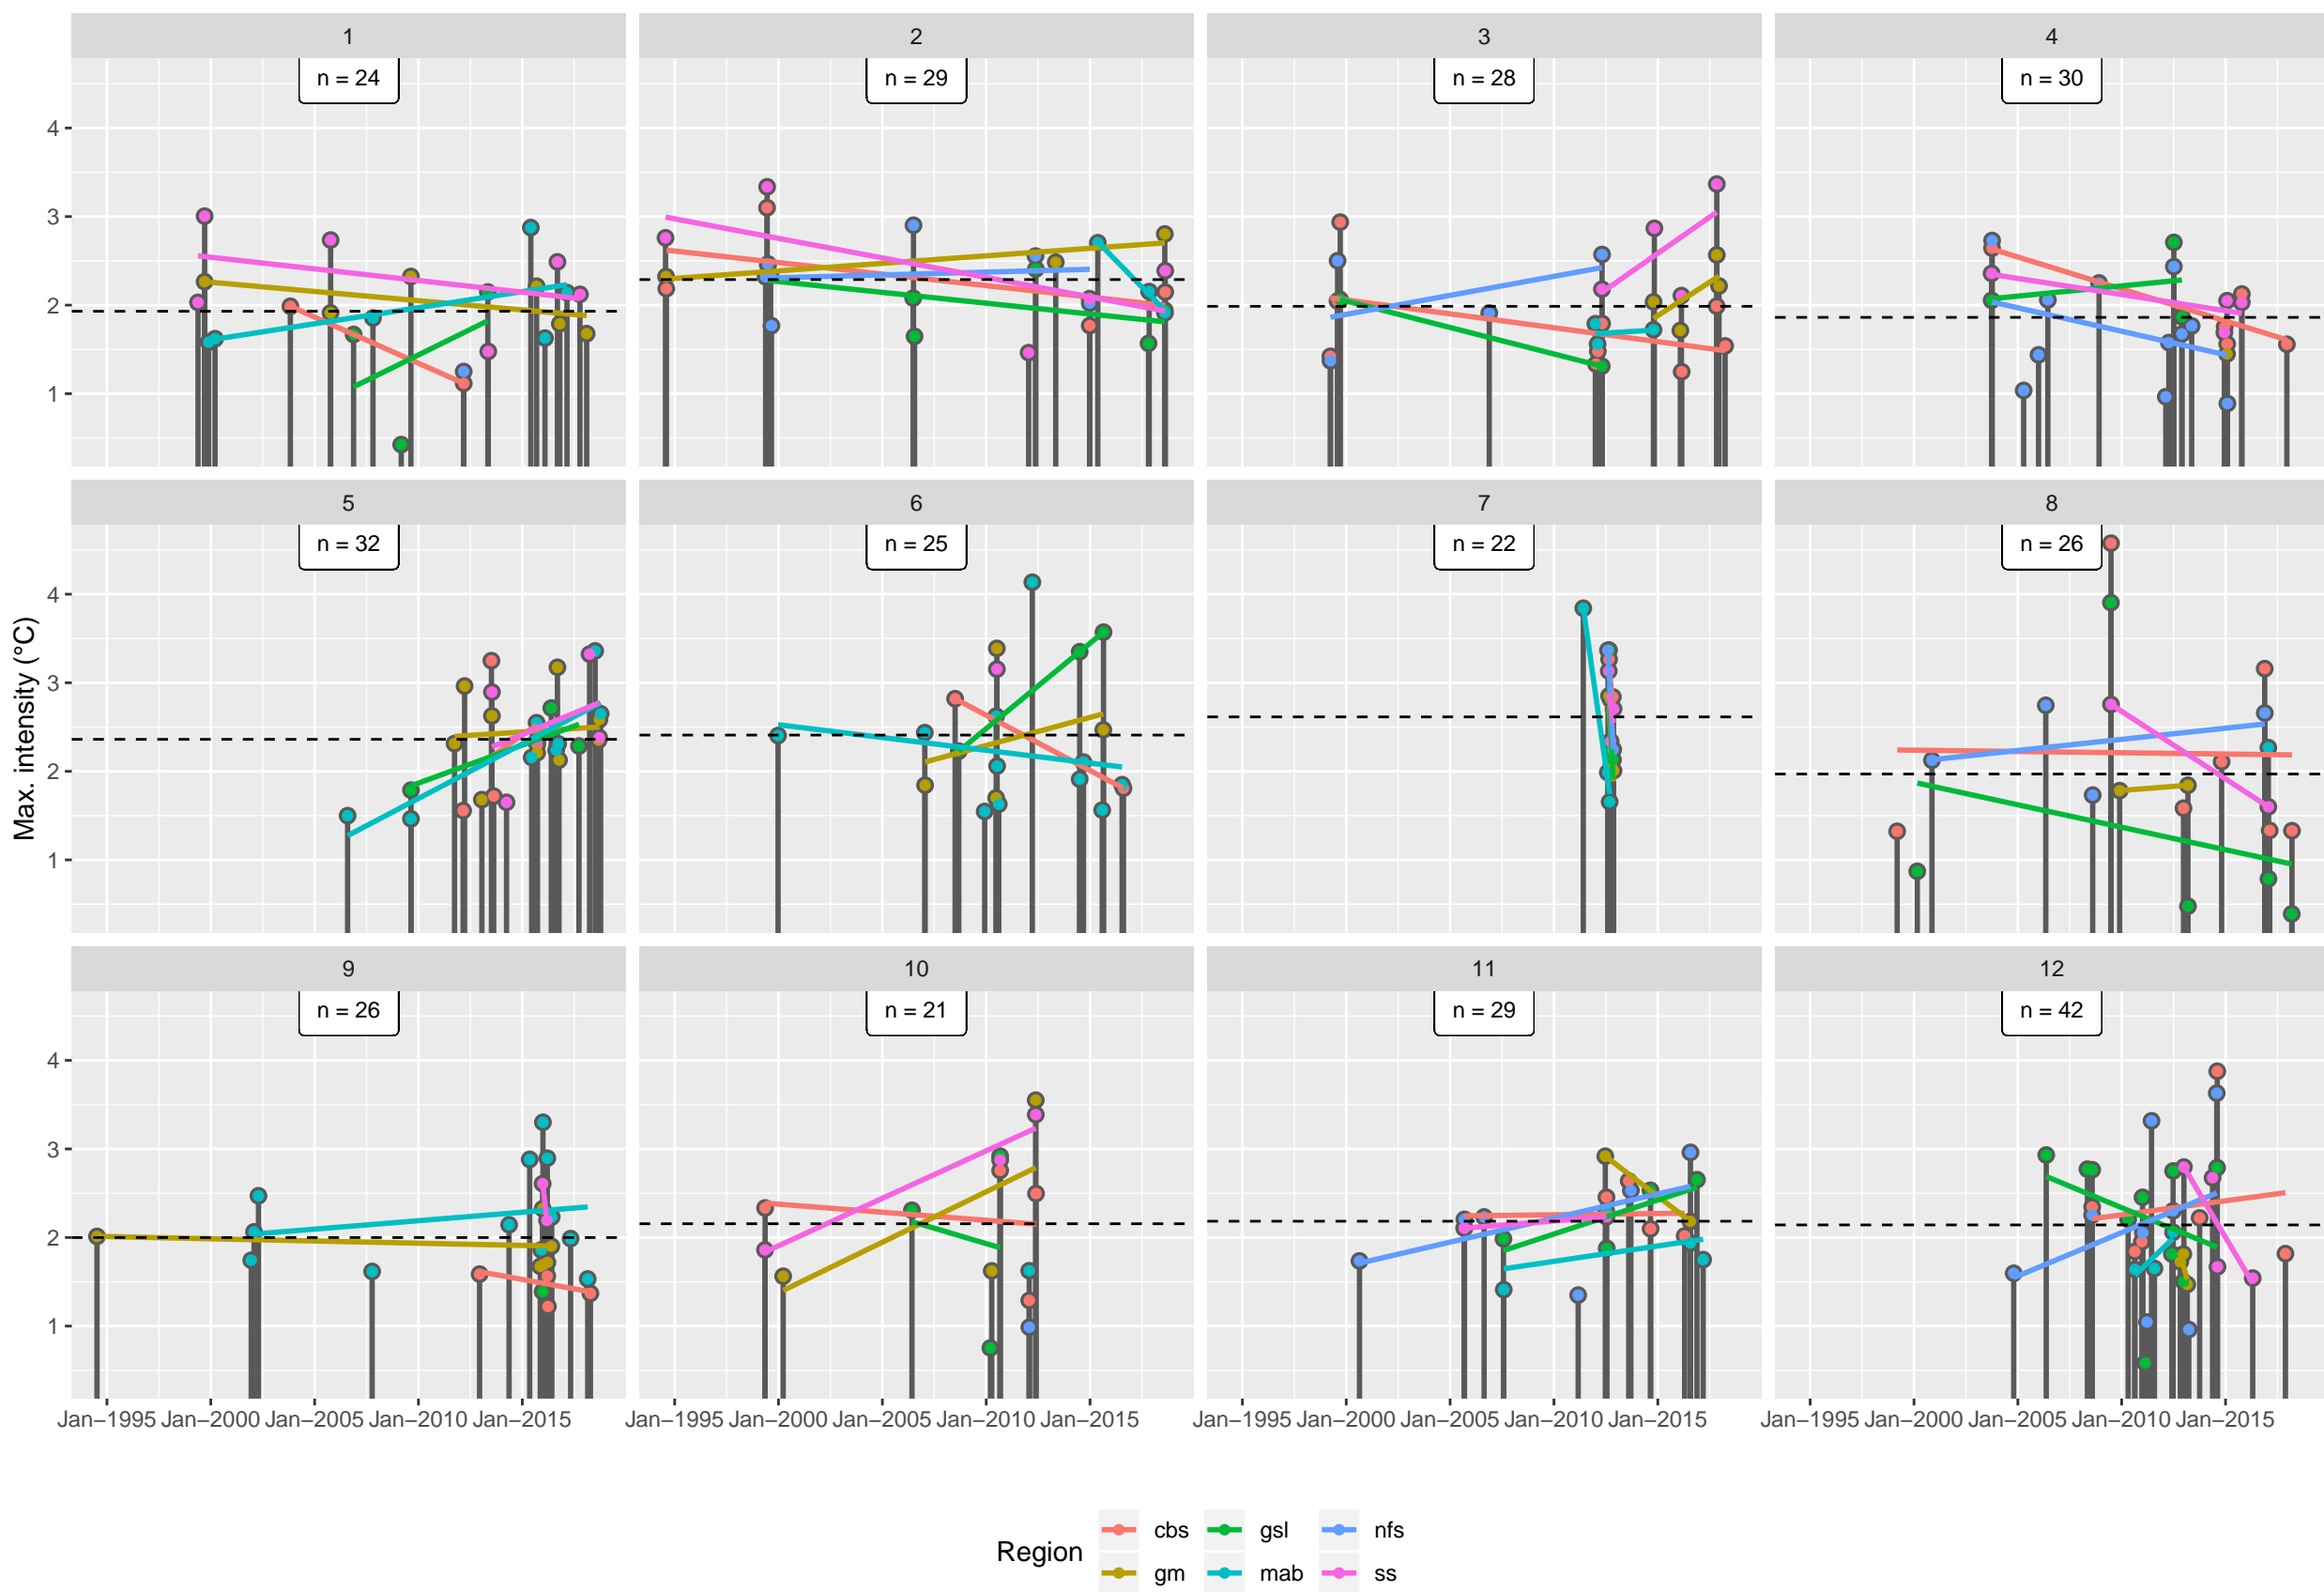 1 2 3 4
n = 24 n = 29 n = 28 n = 30
4
3
2
1
5 6 7 8
n = 32 n = 25 n = 22 n = 26
4
3
2
1
Max. intensity (°C)
9 10 11 12
n = 26 n = 21 n = 29 n = 42
4
3
2
1
Jan−1995 Jan−2000 Jan−2005 Jan−2010 Jan−2015 Jan−1995 Jan−2000 Jan−2005 Jan−2010 Jan−2015 Jan−1995 Jan−2000 Jan−2005 Jan−2010 Jan−2015 Jan−1995 Jan−2000 Jan−2005 Jan−2010 Jan−2015
Region
cbs gsl nfs
gm mab ss